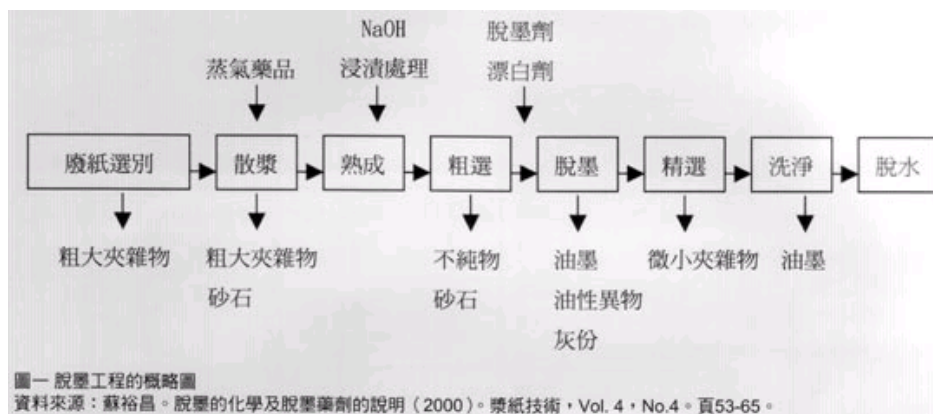 NaOH
浸漬處理
蒸氣藥品
脫墨劑
漂白劑
廢紙選別
散漿
熟成
粗選
脫墨
精選
洗淨
脫水
粗大夾雜物
粗大夾雜物
砂石
不純物
砂石
油墨
油性異物
灰份
微小夾雜物
油墨
圖一 脫墨工程的概略圖
資料來源：蘇裕昌。脫墨的化學及脫墨藥劑的說明（2000）。漿紙技術，Vol. 4，No.4。頁53-65。